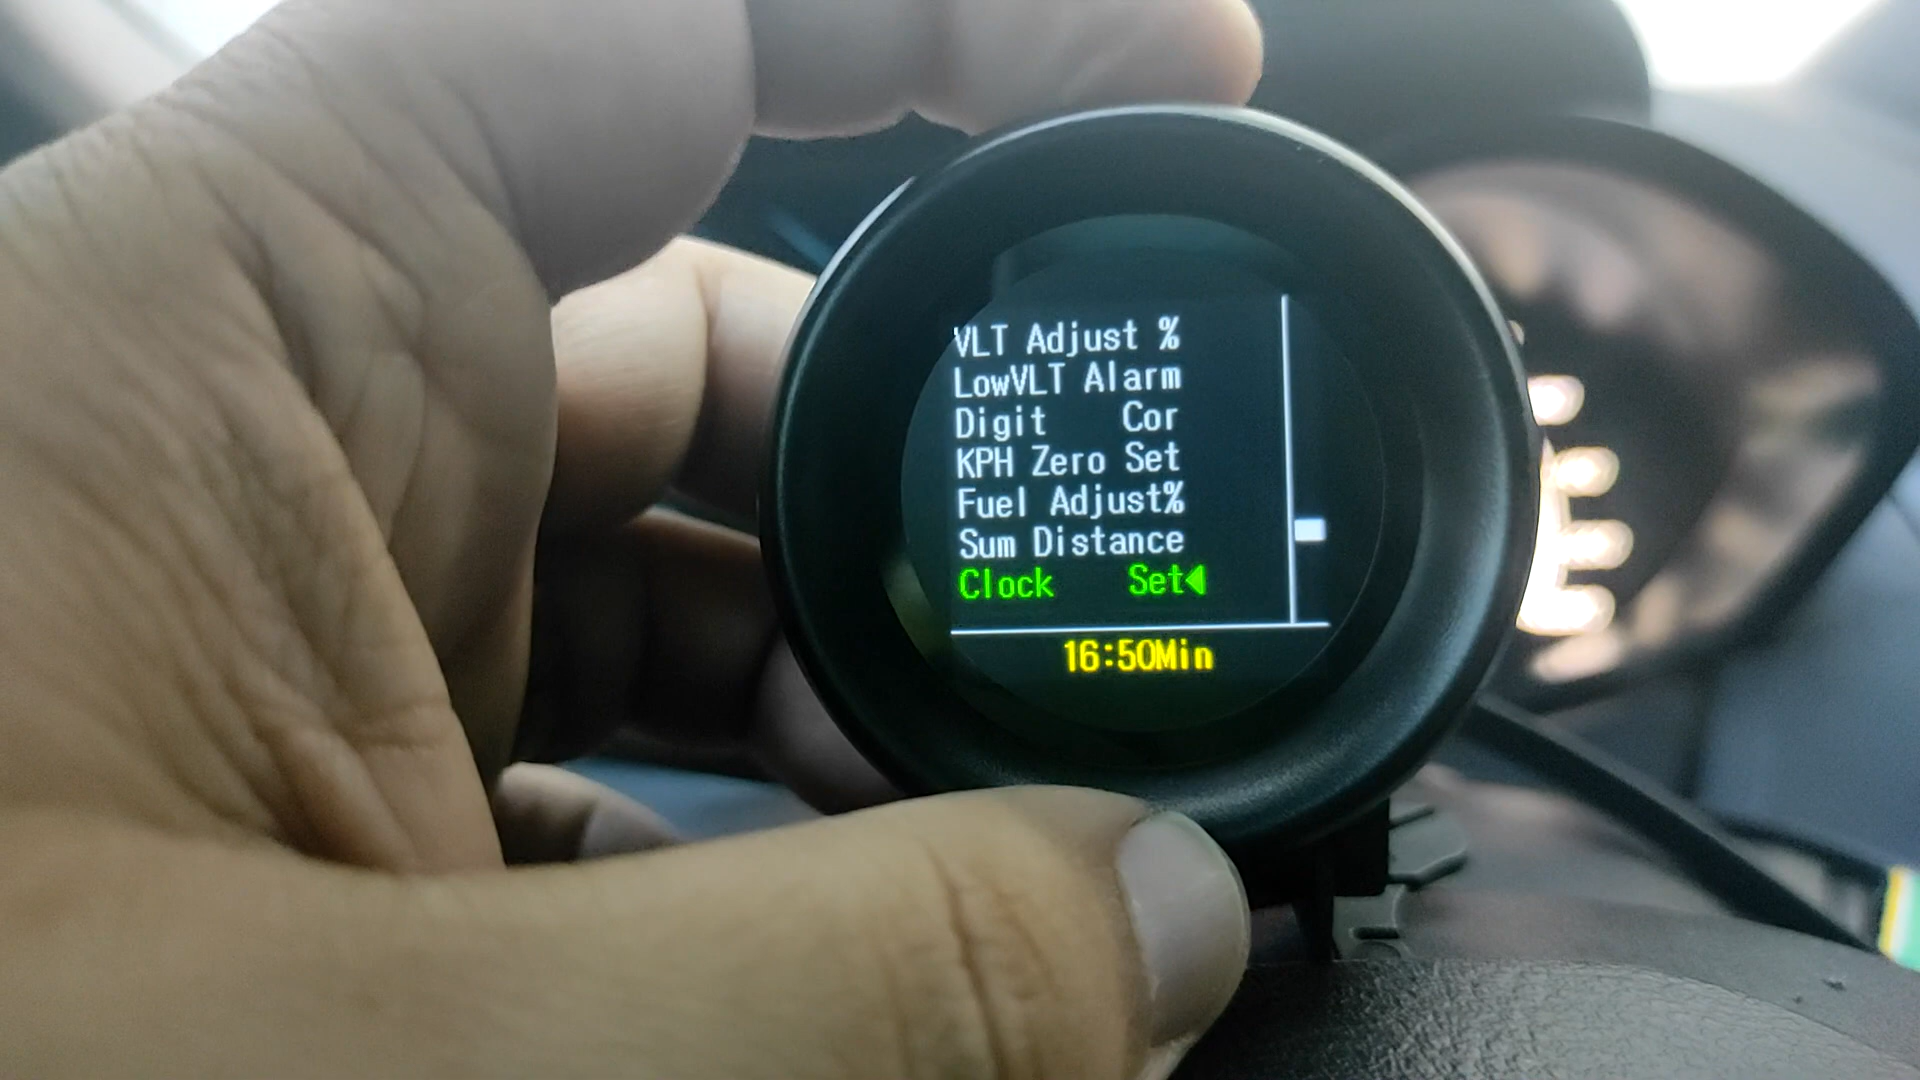 VLT Adjust %
LowVLT Alarm
Digit Cor
KPH Zero Set
Fuel Adjust%
Sum Distance
Clock Set◀
16:50Min